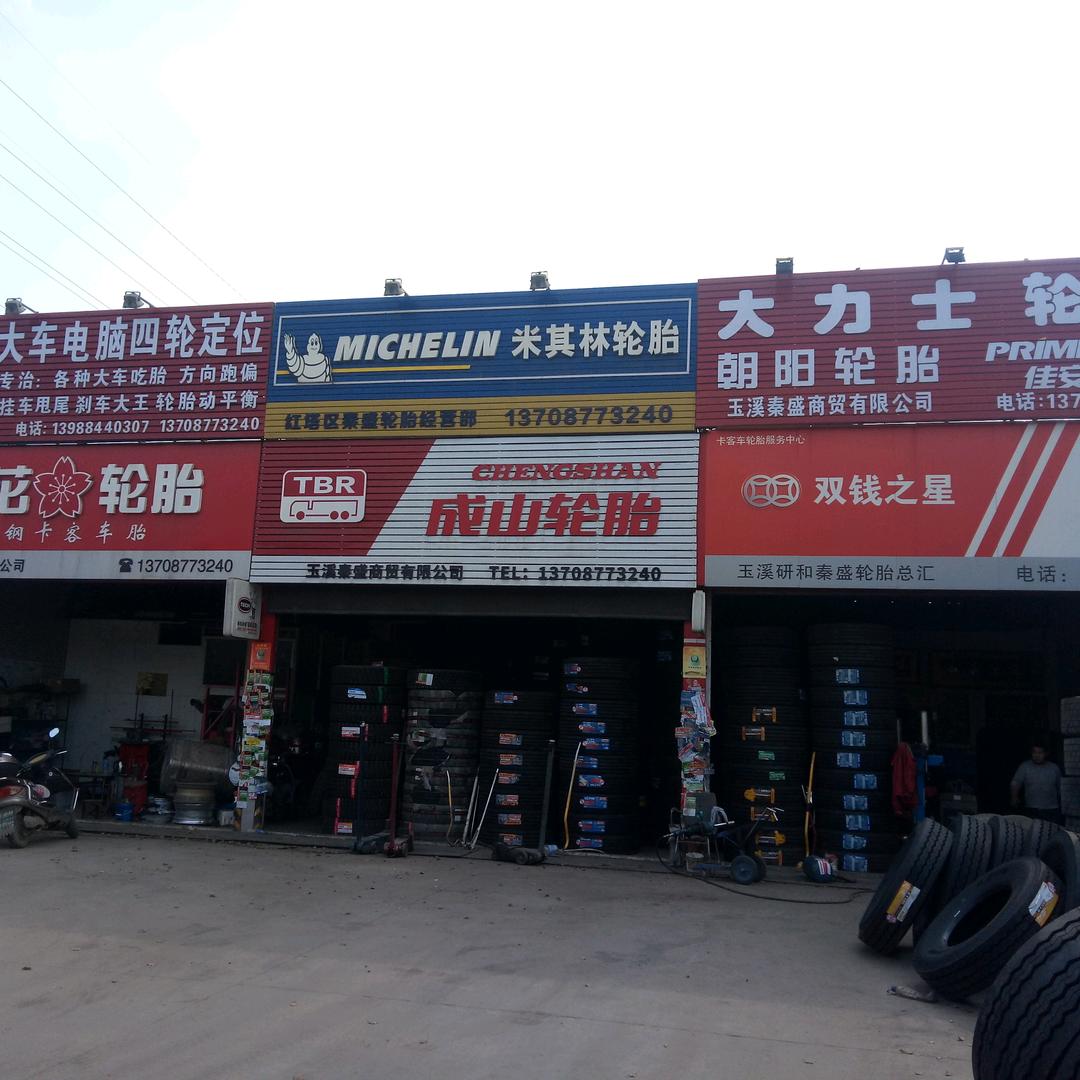 大车电脑四轮定位
专治：各种大车吃胎 方向跑偏
挂车甩尾 刹车大王 轮胎动平衡
电话：13988440307 13708773240
花轮胎
钢卡客车胎
公司 ☎13708773240
MICHELIN 米其林轮胎
红塔区秦盛轮胎经营部 13708773240
TBR
CHENGSHAN
成山轮胎
玉溪秦盛商贸有限公司 TEL：13708773240
大力士轮
朝阳轮胎
PRIM
佳安
玉溪秦盛商贸有限公司 电话:137
卡客车轮胎服务中心
双钱之星
玉溪研和秦盛轮胎总汇 电话：